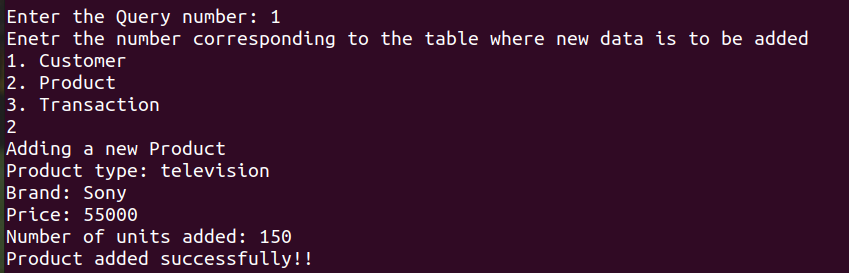 Enter the Query number: 1
Enetr the number corresponding to the table where new data is to be added
1. Customer
2. Product
3. Transaction
2
Adding a new Product
Product type: television
Brand: Sony
Price: 55000
Number of units added: 150
Product added successfully!!